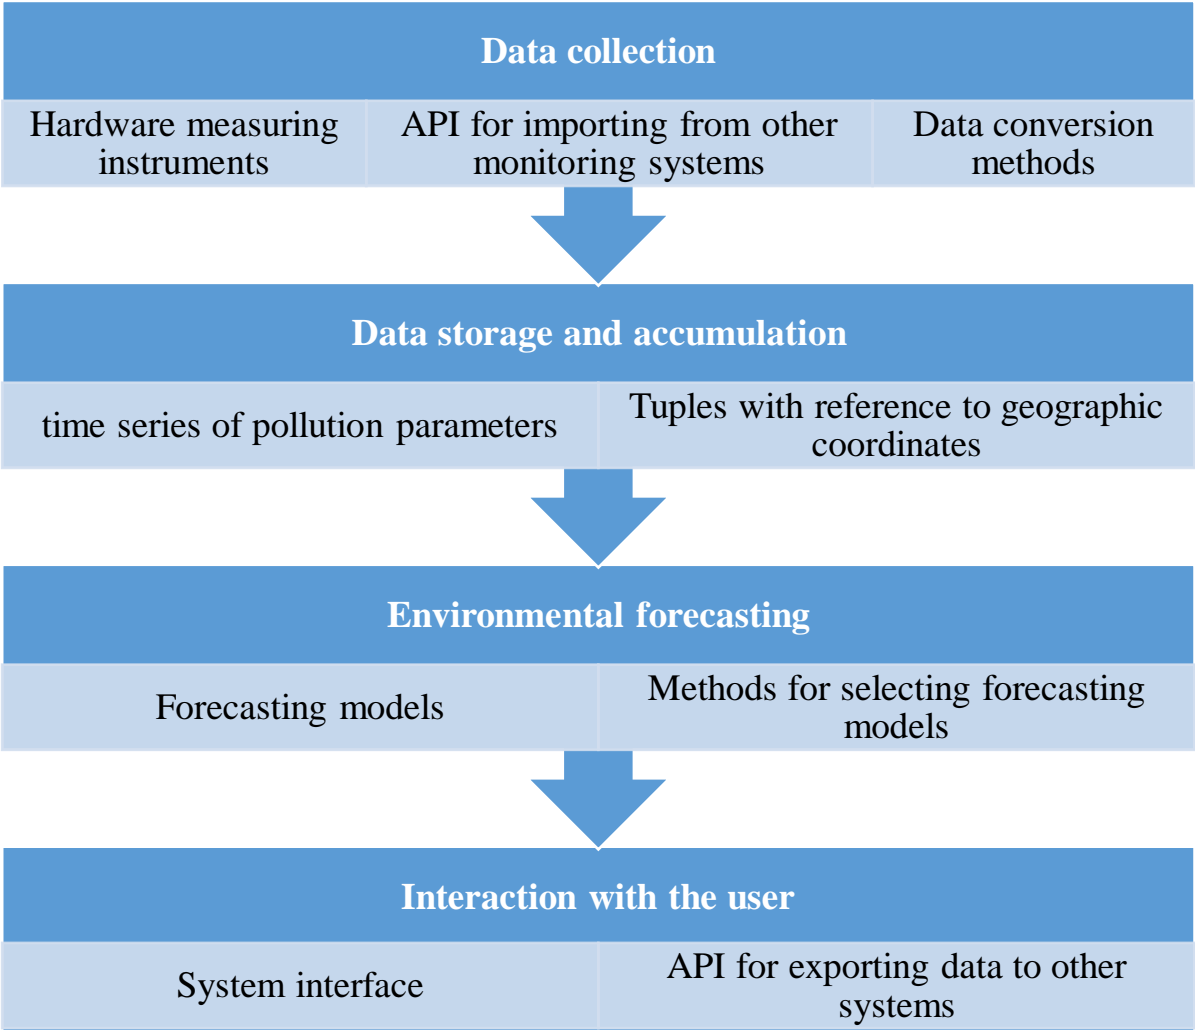 Data collection
Hardware measuring
instruments
API for importing from other
monitoring systems
Data conversion
methods
Data storage and accumulation
time series of pollution parameters
Tuples with reference to geographic
coordinates
Environmental forecasting
Forecasting models
Methods for selecting forecasting
models
Interaction with the user
System interface
API for exporting data to other
systems